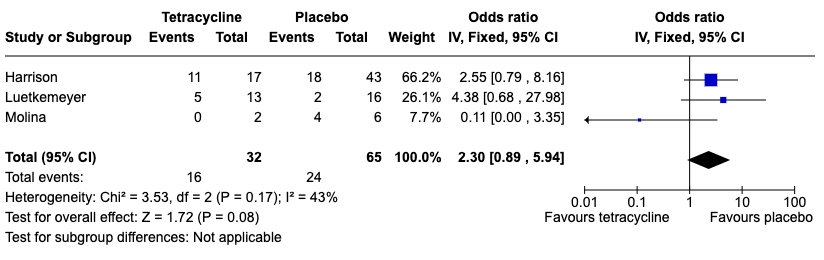 Tetracycline Placebo Odds ratio Odds ratio
Study or Subgroup Events Total Events Total Weight IV, Fixed, 95% CI IV, Fixed, 95% CI
Harrison 11 17 18 43 66.2% 2.55 [0.79 , 8.16]
Luetkemeyer 5 13 2 16 26.1% 4.38 [0.68 , 27.98]
Molina 0 2 4 6 7.7% 0.11 [0.00 , 3.35]
Total (95% CI) 32 65 100.0% 2.30 [0.89 , 5.94]
Total events: 16 24
Heterogeneity: Chi² = 3.53, df = 2 (P = 0.17); I² = 43%
0.01 0.1 1 10 100
Test for overall effect: Z = 1.72 (P = 0.08)
Favours tetracycline Favours placebo
Test for subgroup differences: Not applicable